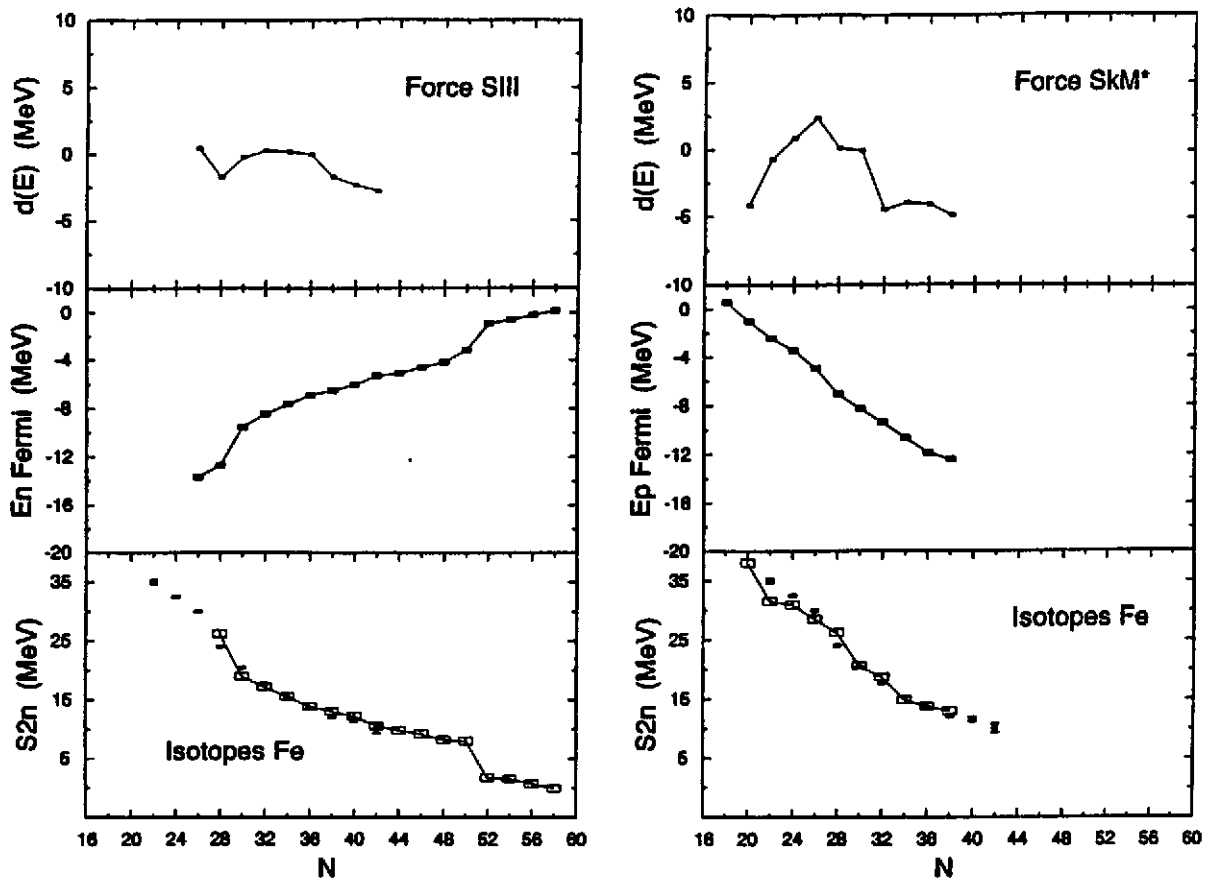 10
5
0
-5
-10
d(E) (MeV)
Force SIII
0
-4
-8
-12
-16
-20
En Fermi (MeV)
35
25
15
5
S2n (MeV)
Isotopes Fe
16 20 24 28 32 36 40 44 48 52 56 60
N
10
5
0
-5
-10
d(E) (MeV)
Force SkM*
0
-4
-8
-12
-16
-20
Ep Fermi (MeV)
35
25
15
5
S2n (MeV)
Isotopes Fe
16 20 24 28 32 36 40 44 48 52 56 60
N